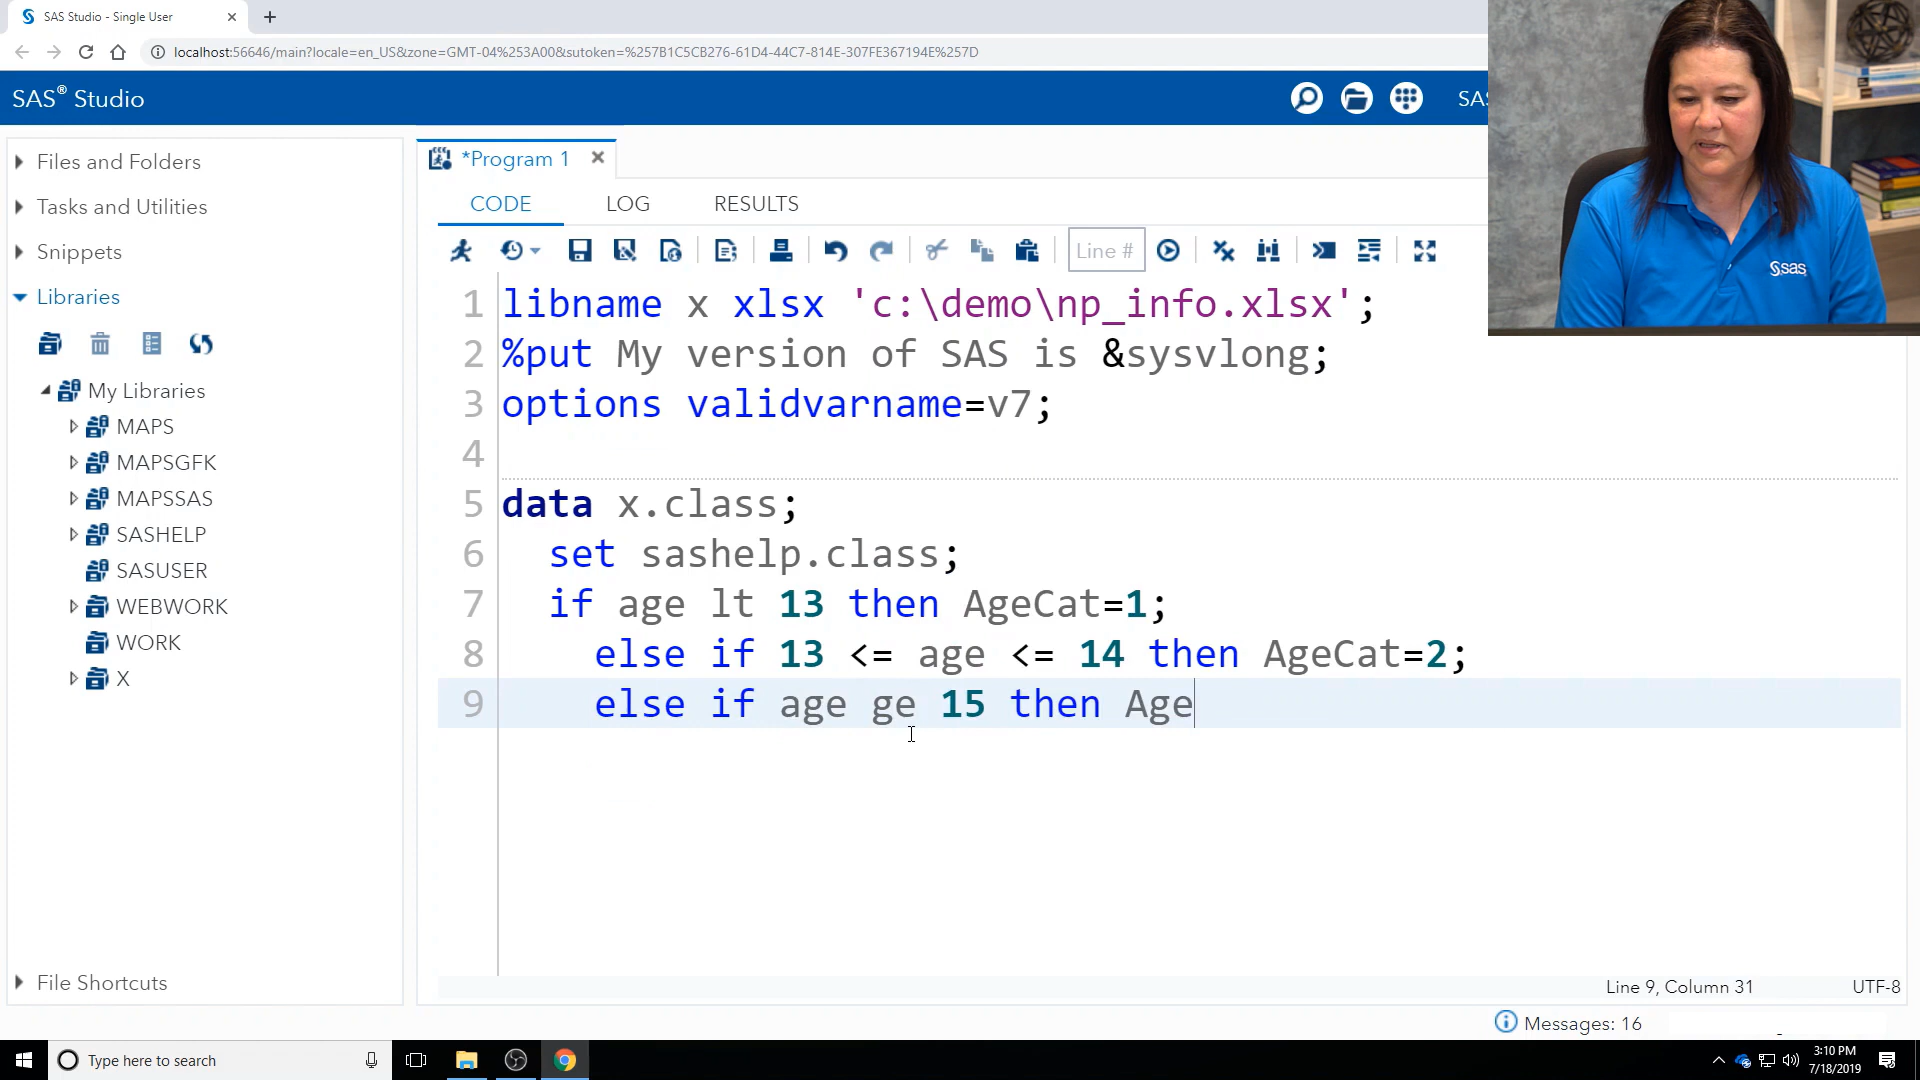 SAS Studio - Single User
localhost:56646/main?locale=en_US&zone=GMT-04%253A00&sutoken=%257B1C5CB276-61D4-44C7-814E-307FE367194E%257D
SAS® Studio
SAS
Files and Folders
Tasks and Utilities
Snippets
Libraries
My Libraries
MAPS
MAPSGFK
MAPSSAS
SASHELP
SASUSER
WEBWORK
WORK
X
File Shortcuts
*Program 1
CODE LOG RESULTS
Line #
1 libname x xlsx 'c:\demo\np_info.xlsx';
2 %put My version of SAS is &sysvlong;
3 options validvarname=v7;
4
5 data x.class;
6 set sashelp.class;
7 if age lt 13 then AgeCat=1;
8 else if 13 <= age <= 14 then AgeCat=2;
9 else if age ge 15 then Age
Line 9, Column 31 UTF-8
Messages: 16
sas
Type here to search
3:10 PM
7/18/2019